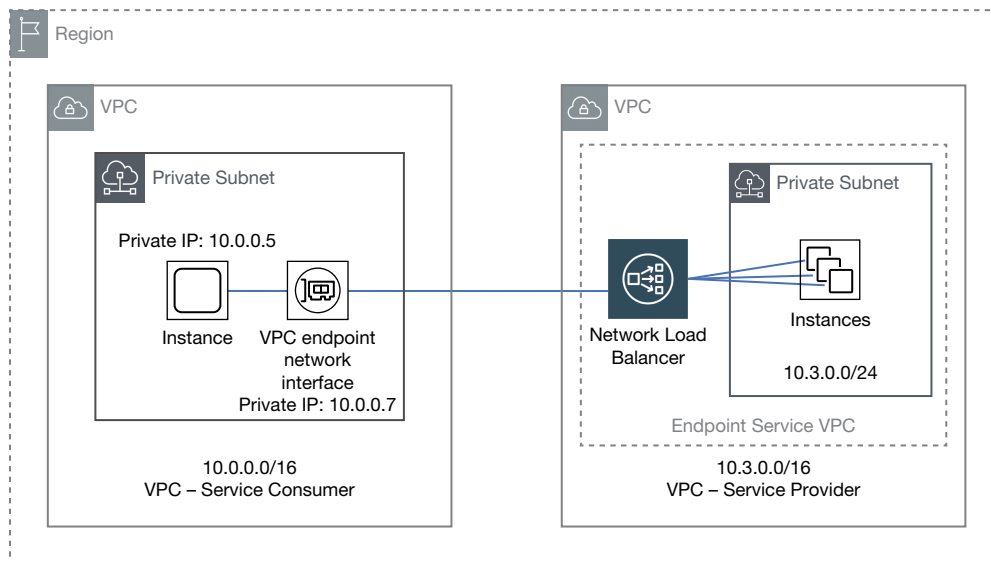 Region
VPC
Private Subnet
Private IP: 10.0.0.5
Instance
VPC endpoint
network
interface
Private IP: 10.0.0.7
10.0.0.0/16
VPC – Service Consumer
VPC
Private Subnet
Network Load
Balancer
Instances
10.3.0.0/24
Endpoint Service VPC
10.3.0.0/16
VPC – Service Provider